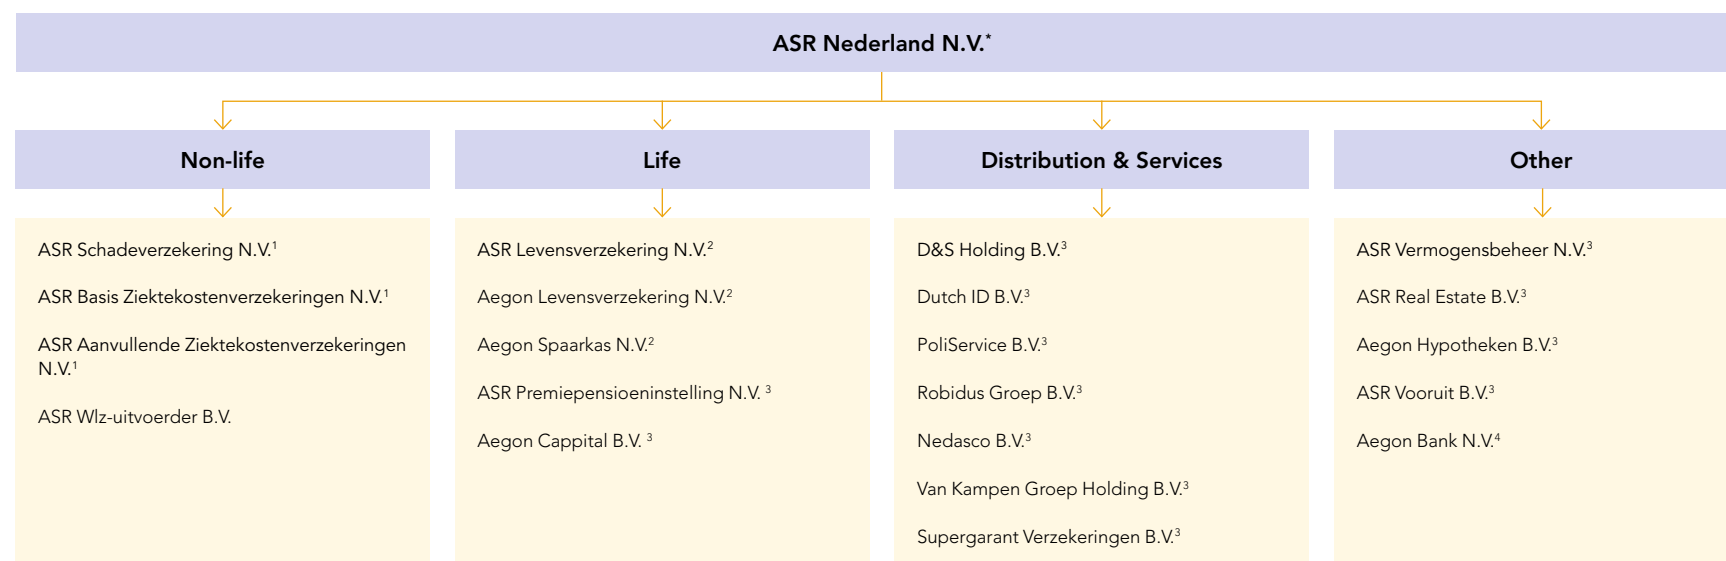 ASR Nederland N.V.*
Non-life
ASR Schadeverzekering N.V.¹
ASR Basis Ziektekostenverzekeringen N.V.¹
ASR Aanvullende Ziektekostenverzekeringen
N.V.¹
ASR Wlz-uitvoerder B.V.
Life
ASR Levensverzekering N.V.²
Aegon Levensverzekering N.V.²
Aegon Spaarkas N.V.²
ASR Premiepensioeninstelling N.V. ³
Aegon Cappital B.V. ³
Distribution & Services
D&S Holding B.V.³
Dutch ID B.V.³
PoliService B.V.³
Robidus Groep B.V.³
Nedasco B.V.³
Van Kampen Groep Holding B.V.³
Supergarant Verzekeringen B.V.³
Other
ASR Vermogensbeheer N.V.³
ASR Real Estate B.V.³
Aegon Hypotheken B.V.³
ASR Vooruit B.V.³
Aegon Bank N.V.⁴